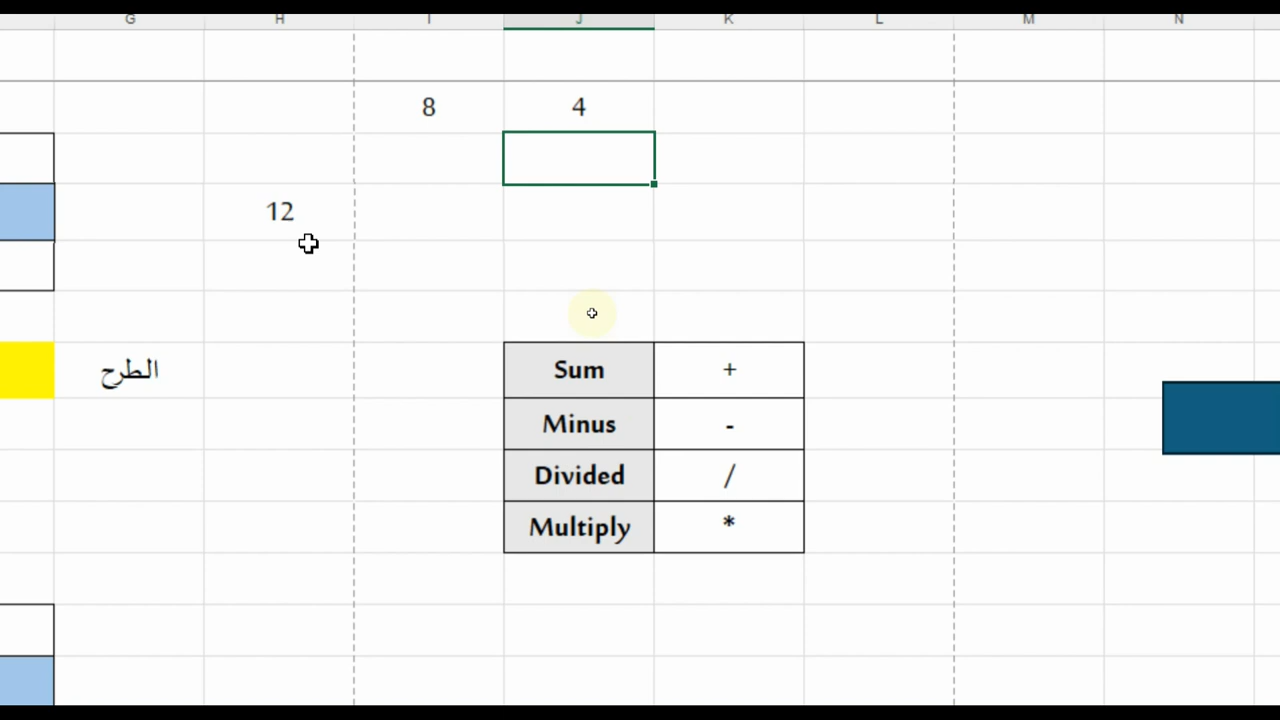 G H I J K L M N
8 4
12
الطرح
Sum +
Minus -
Divided /
Multiply *